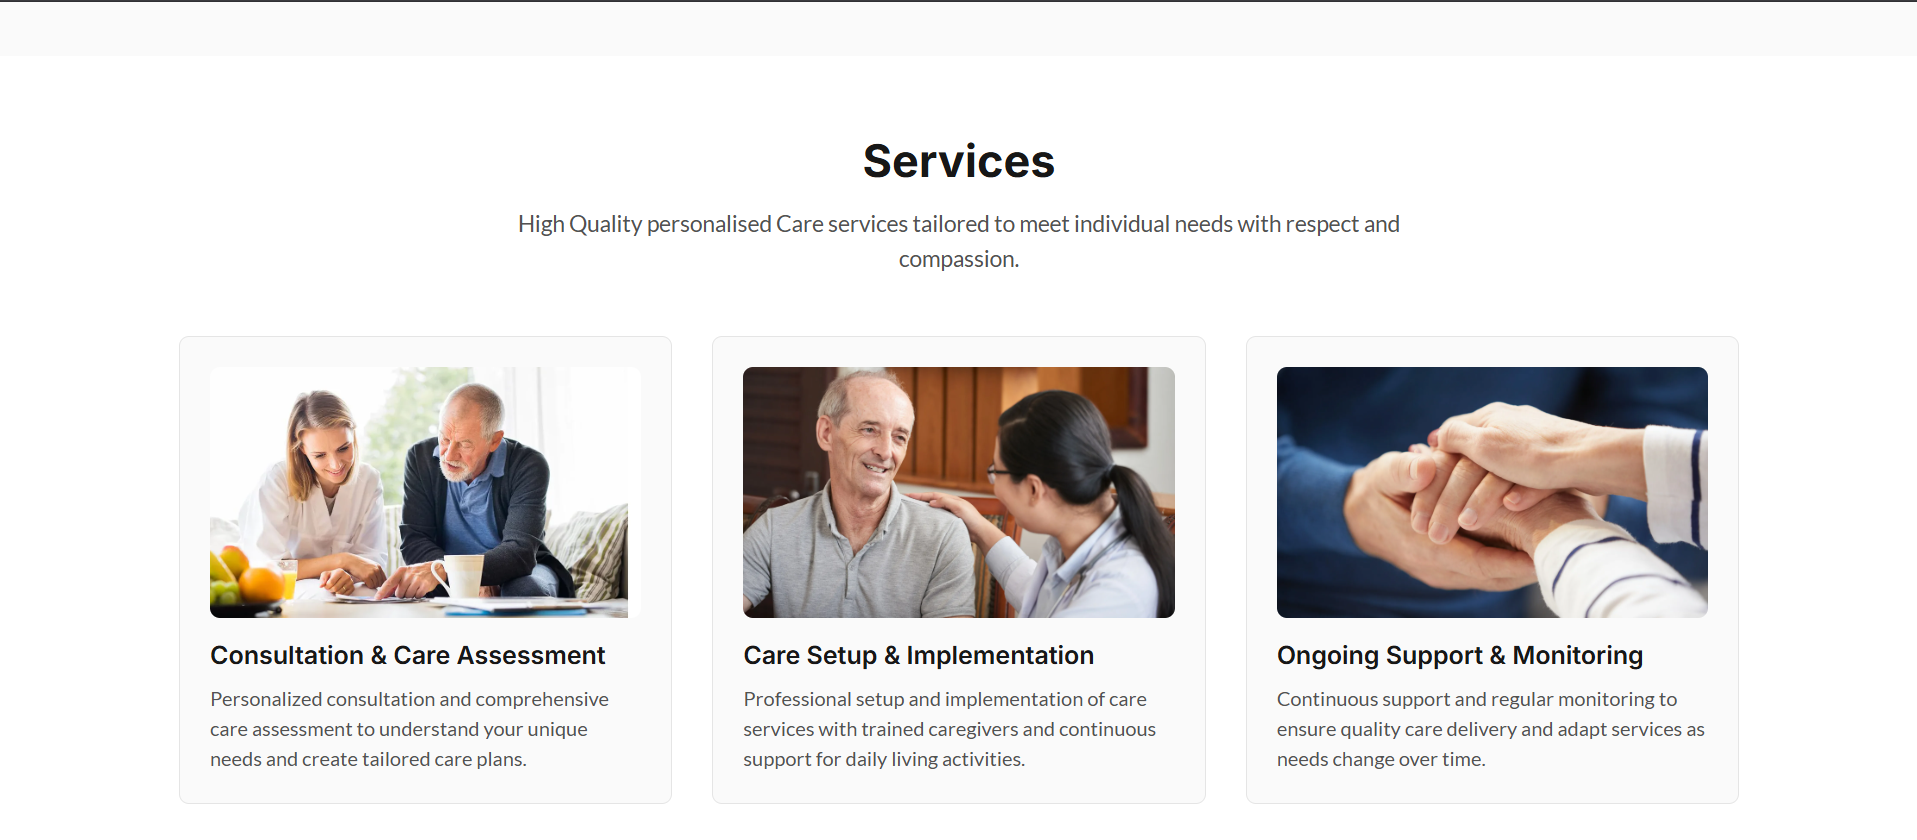 Services
High Quality personalised Care services tailored to meet individual needs with respect and
compassion.
Consultation & Care Assessment
Personalized consultation and comprehensive
care assessment to understand your unique
needs and create tailored care plans.
Care Setup & Implementation
Professional setup and implementation of care
services with trained caregivers and continuous
support for daily living activities.
Ongoing Support & Monitoring
Continuous support and regular monitoring to
ensure quality care delivery and adapt services as
needs change over time.